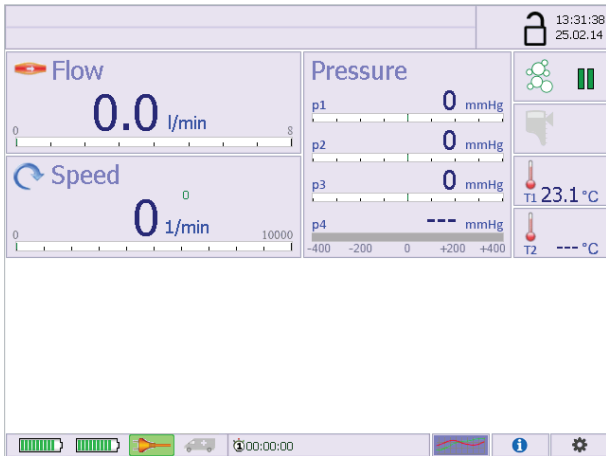 13:31:38
25.02.14
Flow
0.0 l/min
0 8
Speed
0
0 1/min
0 10000
Pressure
p1 0 mmHg
p2 0 mmHg
p3 0 mmHg
p4 --- mmHg
-400 -200 0 +200 +400
T1 23.1 °C
T2 --- °C
1 00:00:00
i